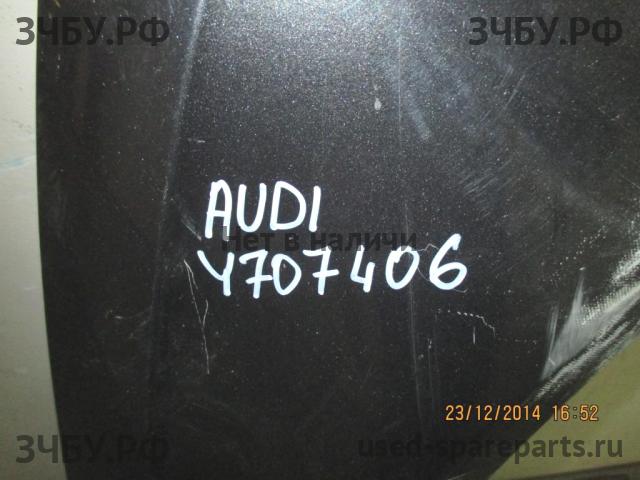 ЗЧБУ.РФ ЗЧБУ.РФ
AUDI
Нет в наличии
Y707406
23/12/2014 16:52
ЗЧБУ.РФ used-spareparts.ru